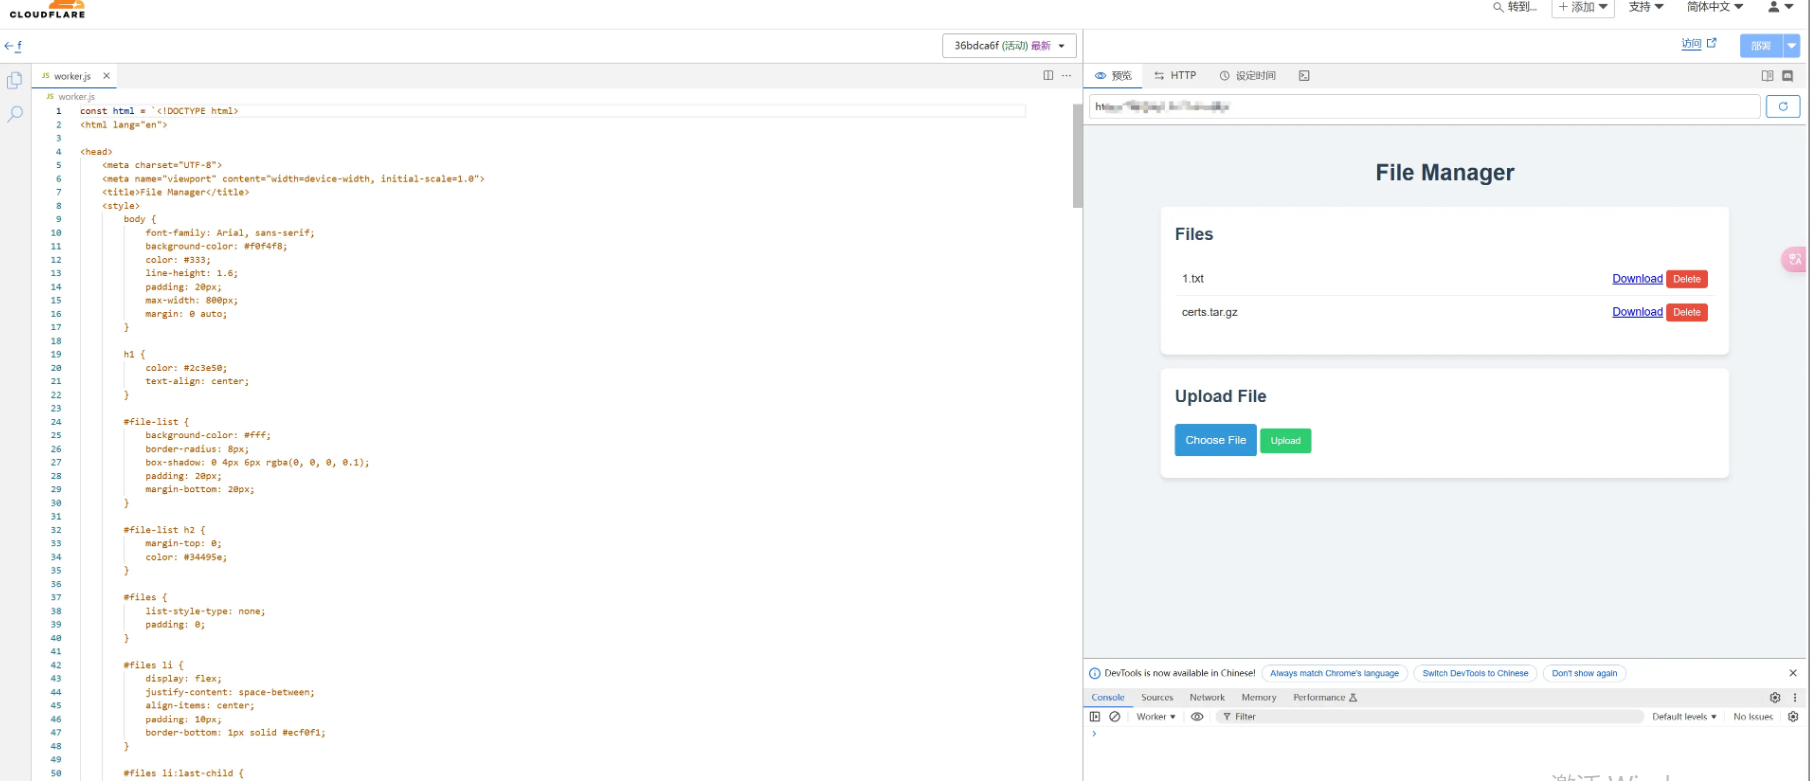 CLOUDFLARE
转到...
+ 添加
支持
简体中文
f
36bdca6f (活动) 最新
访问
部署
JS worker.js
JS worker.js
1 const html = `<!DOCTYPE html>
2 <html lang="en">
3
4 <head>
5 <meta charset="UTF-8">
6 <meta name="viewport" content="width=device-width, initial-scale=1.0">
7 <title>File Manager</title>
8 <style>
9 body {
10 font-family: Arial, sans-serif;
11 background-color: #f0f4f8;
12 color: #333;
13 line-height: 1.6;
14 padding: 20px;
15 max-width: 800px;
16 margin: 0 auto;
17 }
18
19 h1 {
20 color: #2c3e50;
21 text-align: center;
22 }
23
24 #file-list {
25 background-color: #fff;
26 border-radius: 8px;
27 box-shadow: 0 4px 6px rgba(0, 0, 0, 0.1);
28 padding: 20px;
29 margin-bottom: 20px;
30 }
31
32 #file-list h2 {
33 margin-top: 0;
34 color: #34495e;
35 }
36
37 #files {
38 list-style-type: none;
39 padding: 0;
40 }
41
42 #files li {
43 display: flex;
44 justify-content: space-between;
45 align-items: center;
46 padding: 10px;
47 border-bottom: 1px solid #ecf0f1;
48 }
49
50 #files li:last-child {
预览
HTTP
设定时间
File Manager
Files
1.txt Download Delete
certs.tar.gz Download Delete
Upload File
Choose File Upload
DevTools is now available in Chinese! Always match Chrome's language Switch DevTools to Chinese Don't show again
Console Sources Network Memory Performance
Worker Filter Default levels No Issues